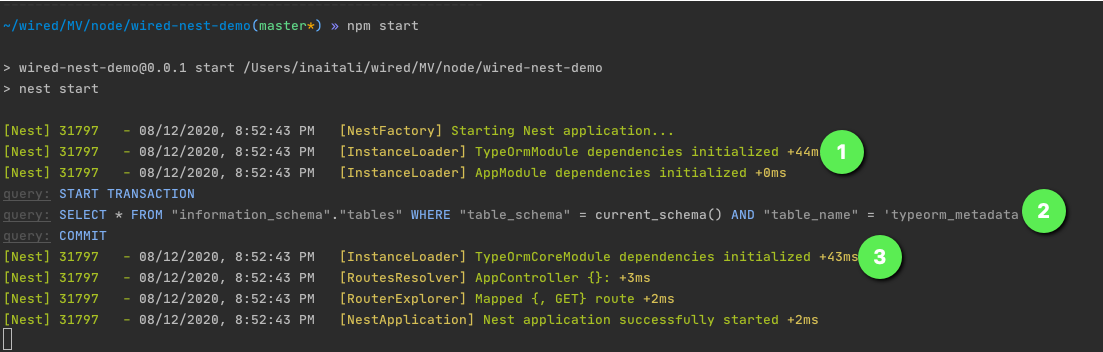 ~/wired/MV/node/wired-nest-demo(master*) » npm start
> wired-nest-demo@0.0.1 start /Users/inaitali/wired/MV/node/wired-nest-demo
> nest start
[Nest] 31797   - 08/12/2020, 8:52:43 PM   [NestFactory] Starting Nest application...
[Nest] 31797   - 08/12/2020, 8:52:43 PM   [InstanceLoader] TypeOrmModule dependencies initialized +44m 1
[Nest] 31797   - 08/12/2020, 8:52:43 PM   [InstanceLoader] AppModule dependencies initialized +0ms
query: START TRANSACTION
query: SELECT * FROM "information_schema"."tables" WHERE "table_schema" = current_schema() AND "table_name" = 'typeorm_metadata 2
query: COMMIT
[Nest] 31797   - 08/12/2020, 8:52:43 PM   [InstanceLoader] TypeOrmCoreModule dependencies initialized +43ms 3
[Nest] 31797   - 08/12/2020, 8:52:43 PM   [RoutesResolver] AppController {}: +3ms
[Nest] 31797   - 08/12/2020, 8:52:43 PM   [RouterExplorer] Mapped {, GET} route +2ms
[Nest] 31797   - 08/12/2020, 8:52:43 PM   [NestApplication] Nest application successfully started +2ms